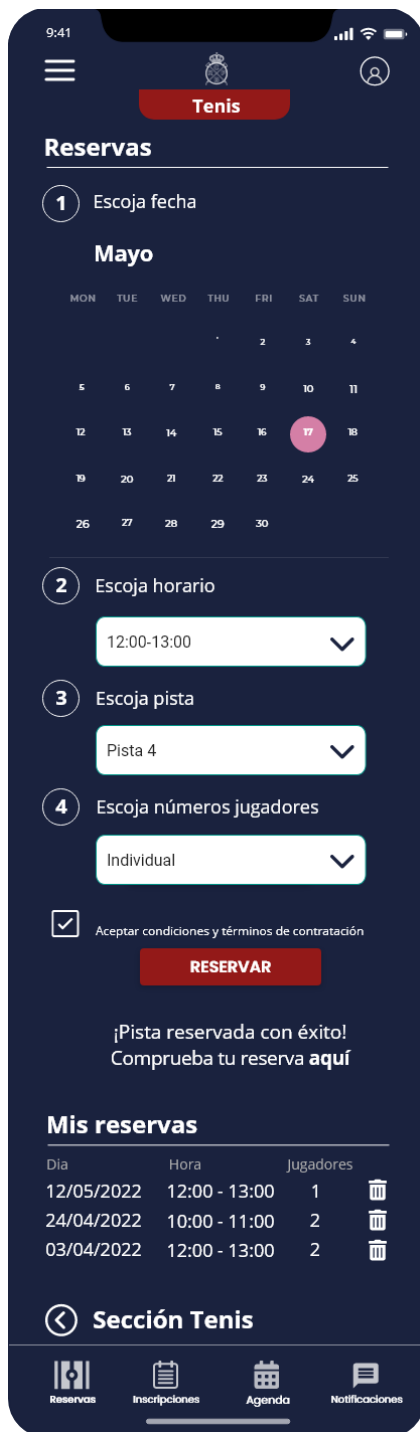 9:41
Tenis
Reservas
1 Escoja fecha
Mayo
MON TUE WED THU FRI SAT SUN
2 3 4
5 6 7 8 9 10 11
12 13 14 15 16 17 18
19 20 21 22 23 24 25
26 27 28 29 30
2 Escoja horario
12:00-13:00
3 Escoja pista
Pista 4
4 Escoja números jugadores
Individual
Aceptar condiciones y términos de contratación
RESERVAR
¡Pista reservada con éxito!
Comprueba tu reserva aquí
Mis reservas
Dia Hora Jugadores
12/05/2022 12:00 - 13:00 1
24/04/2022 10:00 - 11:00 2
03/04/2022 12:00 - 13:00 2
Sección Tenis
Reservas Inscripciones Agenda Notificaciones